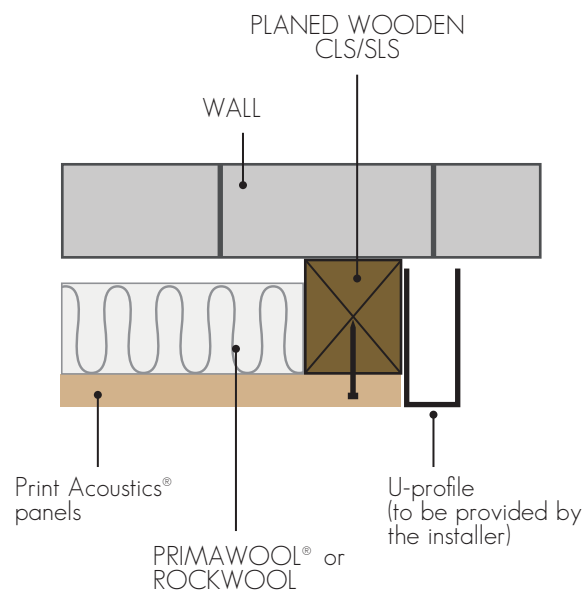 PLANED WOODEN
CLS/SLS
WALL
Print Acoustics®
panels
U-profile
(to be provided by
the installer)
PRIMAWOOL® or
ROCKWOOL